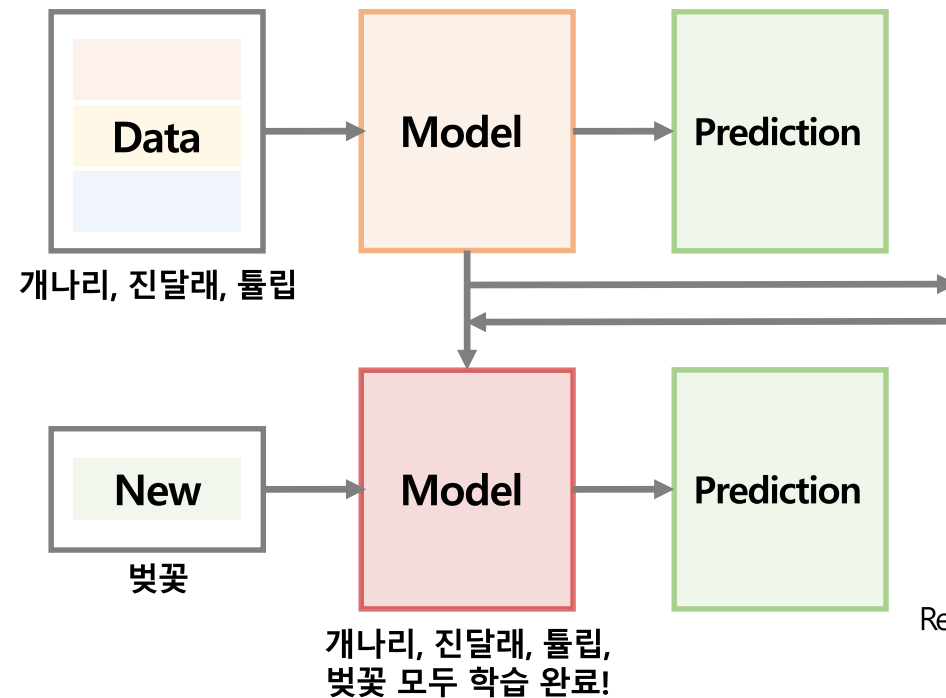 Data
Model
Prediction
개나리, 진달래, 튤립
New
Model
Prediction
벚꽃
개나리, 진달래, 튤립,
벚꽃 모두 학습 완료!
Re